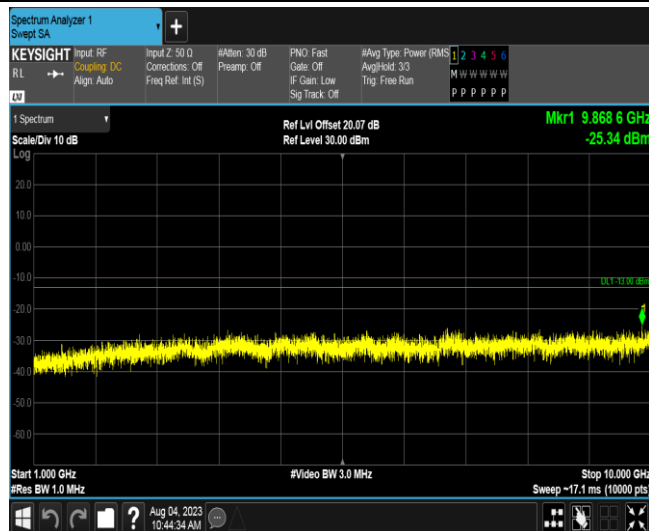 Spectrum Analyzer 1
Swept SA
+
KEYSIGHT
RL
Input: RF
Coupling: DC
Align: Auto
Input Z: 50 Ω
Corrections: Off
Freq Ref: Int (S)
#Atten: 30 dB
Preamp: Off
PNO: Fast
Gate: Off
IF Gain: Low
Sig Track: Off
#Avg Type: Power (RMS
Avg|Hold: 3/3
Trig: Free Run
1 2 3 4 5 6
M W W W W W
P P P P P P
1 Spectrum
Scale/Div 10 dB
Log
Ref Lvl Offset 20.07 dB
Ref Level 30.00 dBm
Mkr1 9.868 6 GHz
-25.34 dBm
20.0
10.0
0.00
-10.0
DL1 -13.00 dBm
-20.0
-30.0
-40.0
-50.0
-60.0
Start 1.000 GHz
#Res BW 1.0 MHz
#Video BW 3.0 MHz
Stop 10.000 GHz
Sweep ~17.1 ms (10000 pts)
?
Aug 04, 2023
10:44:34 AM